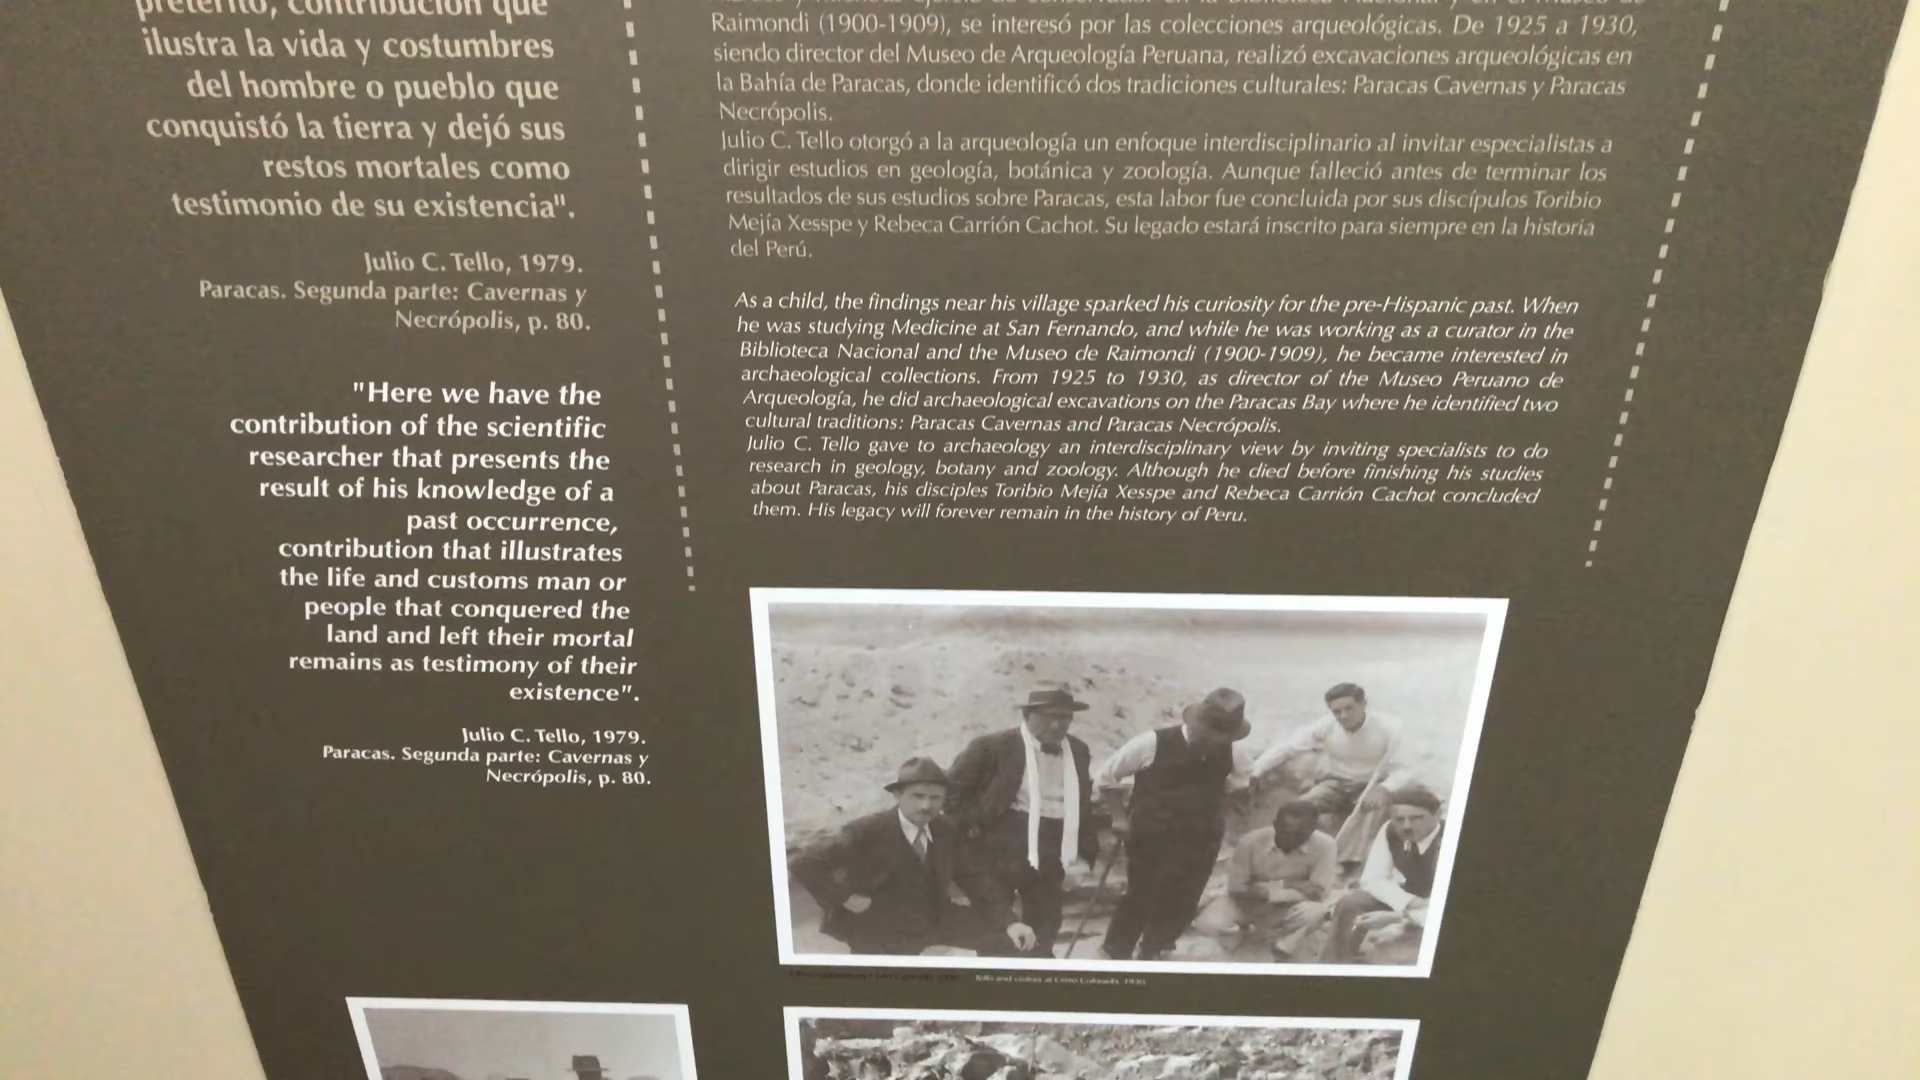 pretérito, contribución que
ilustra la vida y costumbres
del hombre o pueblo que
conquistó la tierra y dejó sus
restos mortales como
testimonio de su existencia".
Julio C. Tello, 1979.
Paracas. Segunda parte: Cavernas y
Necrópolis, p. 80.
"Here we have the
contribution of the scientific
researcher that presents the
result of his knowledge of a
past occurrence,
contribution that illustrates
the life and customs man or
people that conquered the
land and left their mortal
remains as testimony of their
existence".
Julio C. Tello, 1979.
Paracas. Segunda parte: Cavernas y
Necrópolis, p. 80.
Raimondi (1900-1909), se interesó por las colecciones arqueológicas. De 1925 a 1930,
siendo director del Museo de Arqueología Peruana, realizó excavaciones arqueológicas en
la Bahía de Paracas, donde identificó dos tradiciones culturales: Paracas Cavernas y Paracas
Necrópolis.
Julio C. Tello otorgó a la arqueología un enfoque interdisciplinario al invitar especialistas a
dirigir estudios en geología, botánica y zoología. Aunque falleció antes de terminar los
resultados de sus estudios sobre Paracas, esta labor fue concluida por sus discípulos Toribio
Mejía Xesspe y Rebeca Carrión Cachot. Su legado estará inscrito para siempre en la historia
del Perú.
As a child, the findings near his village sparked his curiosity for the pre-Hispanic past. When
he was studying Medicine at San Fernando, and while he was working as a curator in the
Biblioteca Nacional and the Museo de Raimondi (1900-1909), he became interested in
archaeological collections. From 1925 to 1930, as director of the Museo Peruano de
Arqueología, he did archaeological excavations on the Paracas Bay where he identified two
cultural traditions: Paracas Cavernas and Paracas Necrópolis.
Julio C. Tello gave to archaeology an interdisciplinary view by inviting specialists to do
research in geology, botany and zoology. Although he died before finishing his studies
about Paracas, his disciples Toribio Mejía Xesspe and Rebeca Carrión Cachot concluded
them. His legacy will forever remain in the history of Peru.
Tello and visitors at Cerro Colorado, 1930.